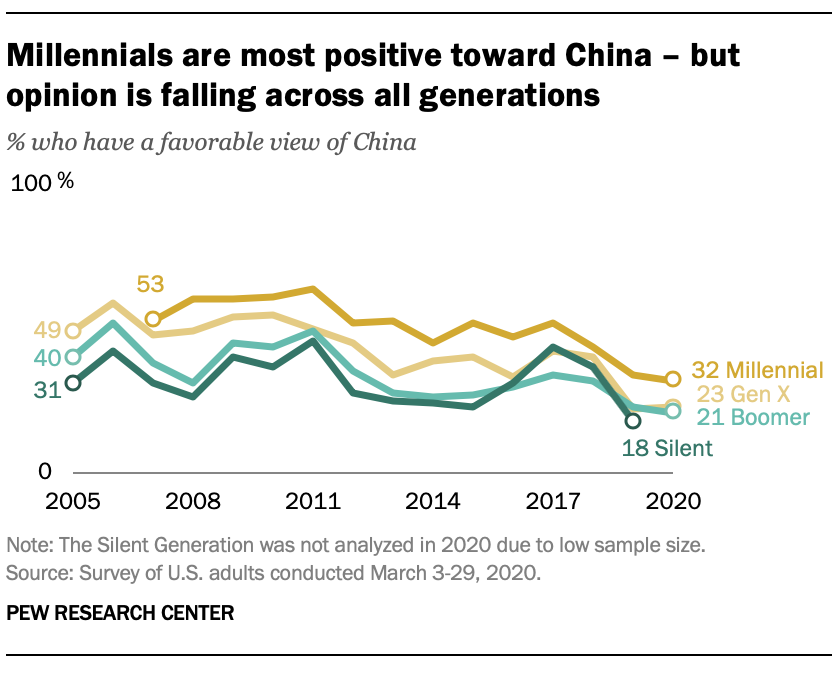 Millennials are most positive toward China – but
opinion is falling across all generations
% who have a favorable view of China
100 %
53
49
40
31
32 Millennial
23 Gen X
21 Boomer
18 Silent
0
2005 2008 2011 2014 2017 2020
Note: The Silent Generation was not analyzed in 2020 due to low sample size.
Source: Survey of U.S. adults conducted March 3-29, 2020.
PEW RESEARCH CENTER